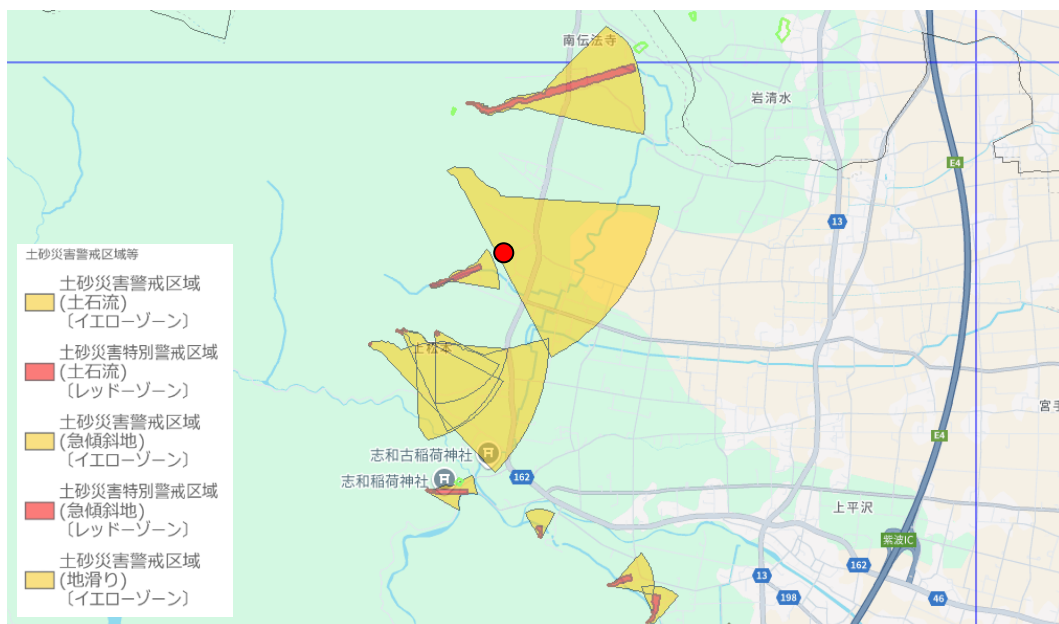 南伝法寺
岩清水
E4
13
土砂災害警戒区域等
土砂災害警戒区域
(土石流)
〔イエローゾーン〕
土砂災害特別警戒区域
(土石流)
〔レッドーゾーン〕
土砂災害警戒区域
(急傾斜地)
〔イエローゾーン〕
土砂災害特別警戒区域
(急傾斜地)
〔レッドーゾーン〕
土砂災害警戒区域
(地滑り)
〔イエローゾーン〕
上松本
宮手
E4
志和古稲荷神社
志和稲荷神社
162
上平沢
紫波IC
13
162
198
46